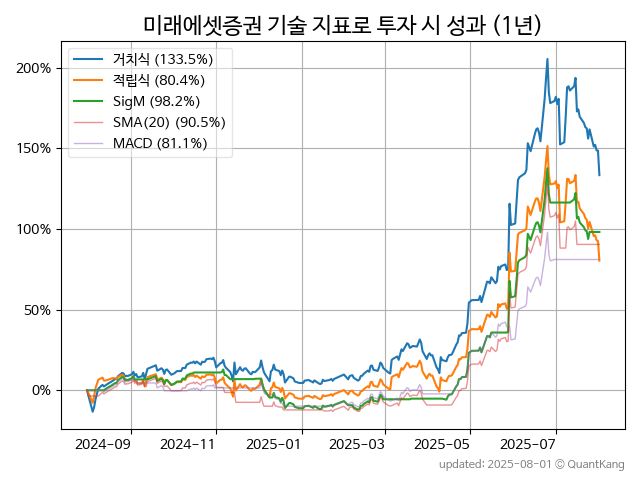 미래에셋증권 기술 지표로 투자 시 성과 (1년)
거치식 (133.5%)
적립식 (80.4%)
SigM (98.2%)
SMA(20) (90.5%)
MACD (81.1%)
200%
150%
100%
50%
0%
2024-09 2024-11 2025-01 2025-03 2025-05 2025-07
updated: 2025-08-01 © QuantKang